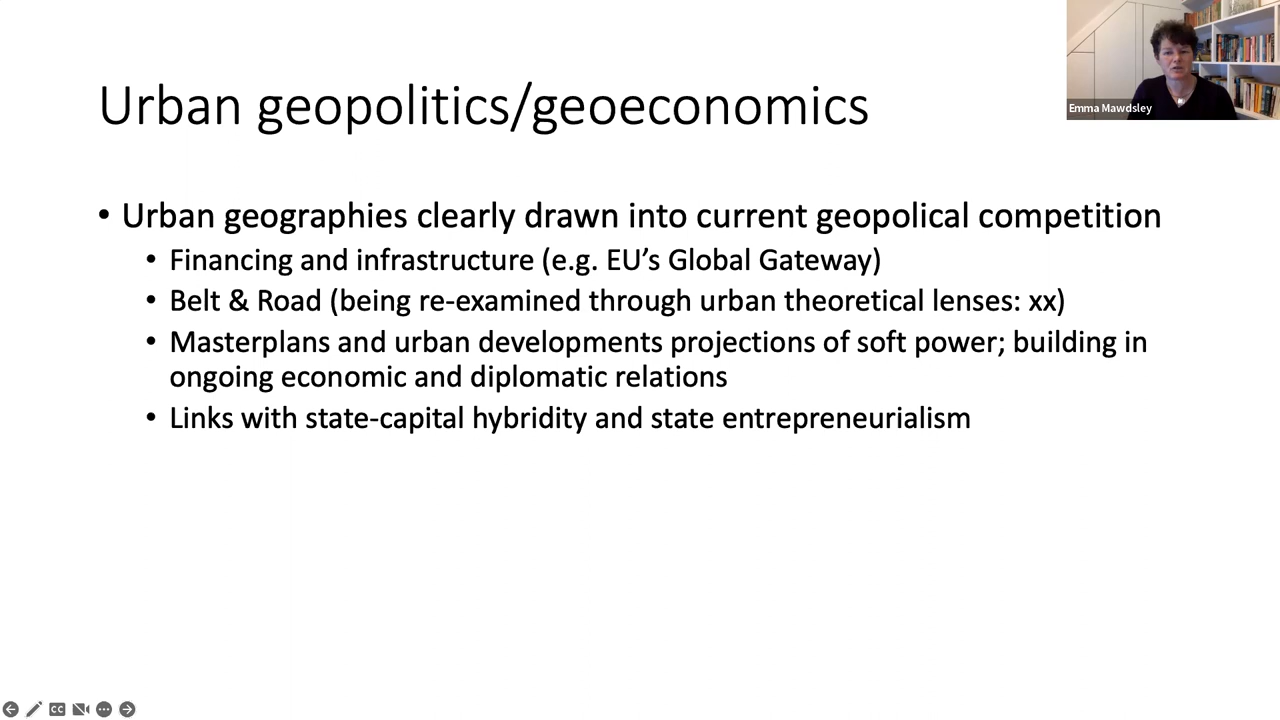 Urban geopolitics/geoeconomics
Emma Mawdsley
• Urban geographies clearly drawn into current geopolical competition
• Financing and infrastructure (e.g. EU’s Global Gateway)
• Belt & Road (being re-examined through urban theoretical lenses: xx)
• Masterplans and urban developments projections of soft power; building in
ongoing economic and diplomatic relations
• Links with state-capital hybridity and state entrepreneurialism
CC